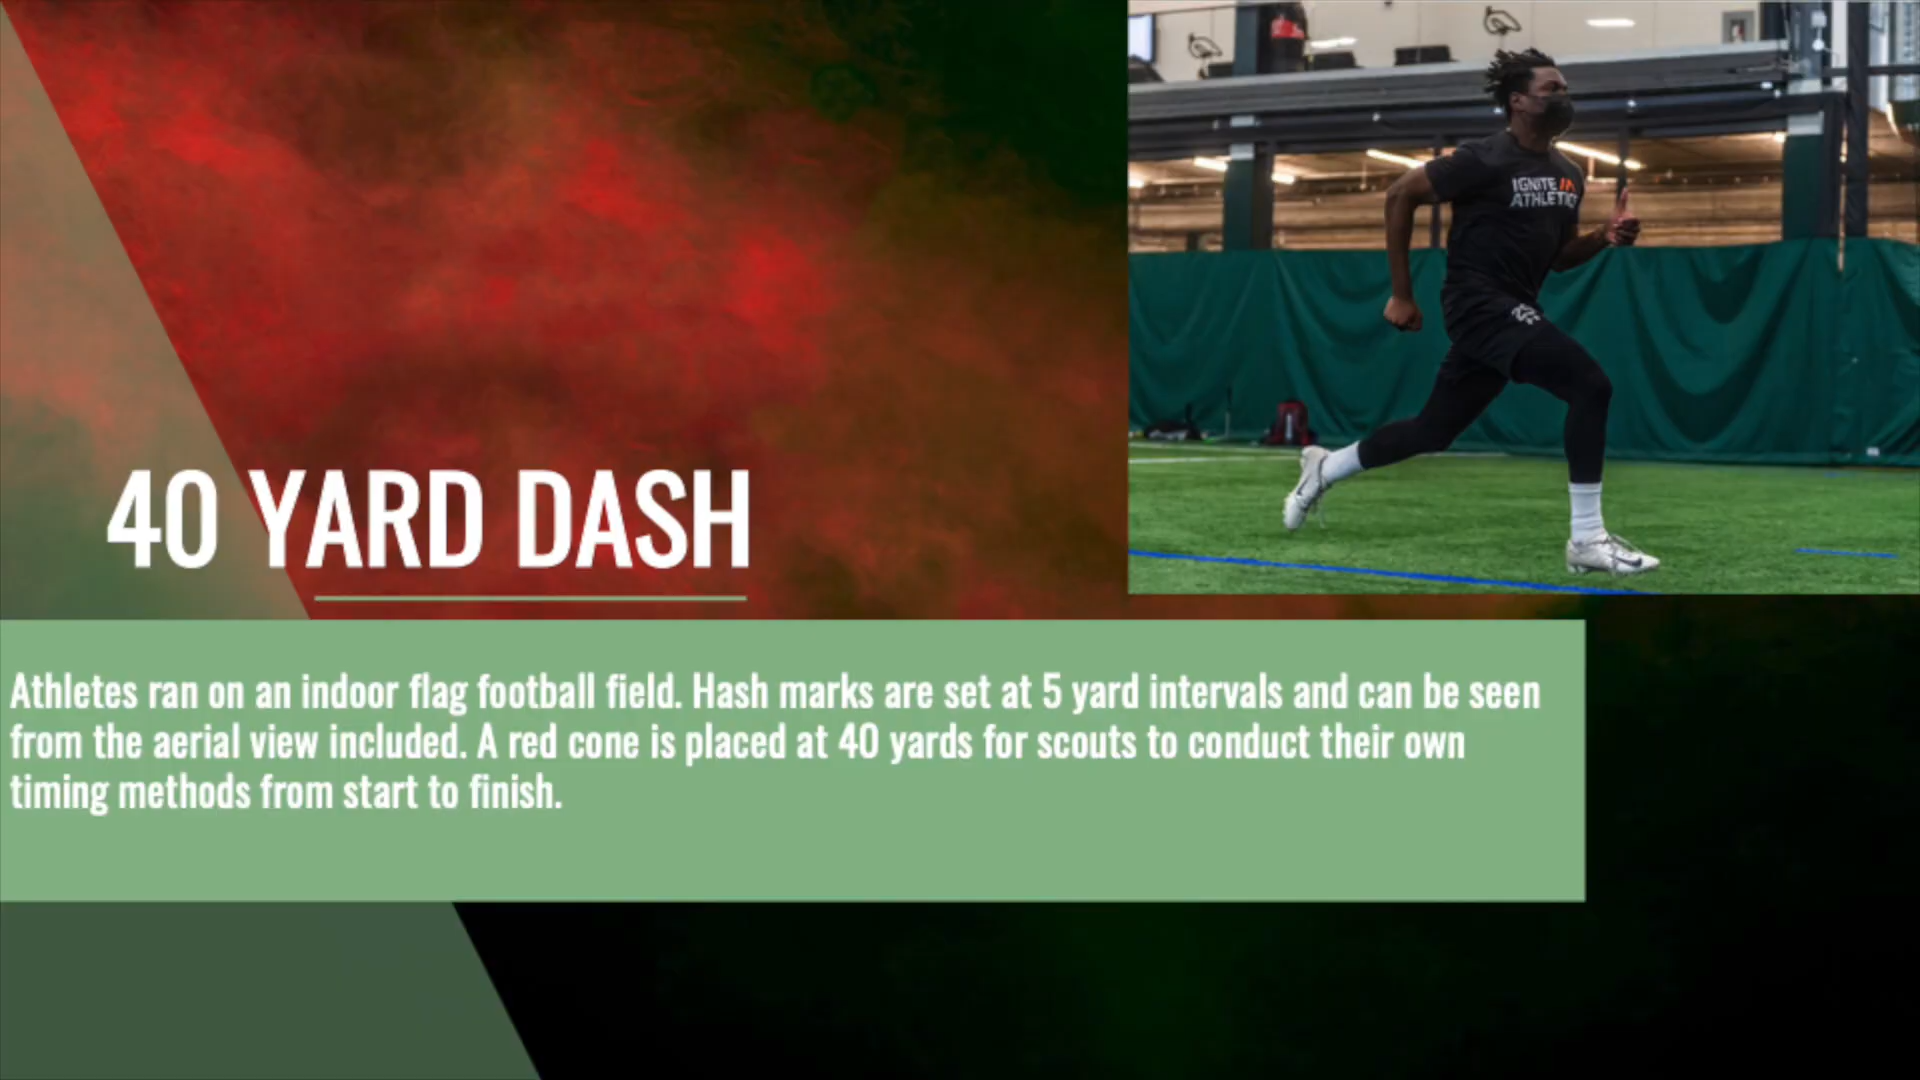 40 YARD DASH
Athletes ran on an indoor flag football field. Hash marks are set at 5 yard intervals and can be seen
from the aerial view included. A red cone is placed at 40 yards for scouts to conduct their own
timing methods from start to finish.
IGNITE